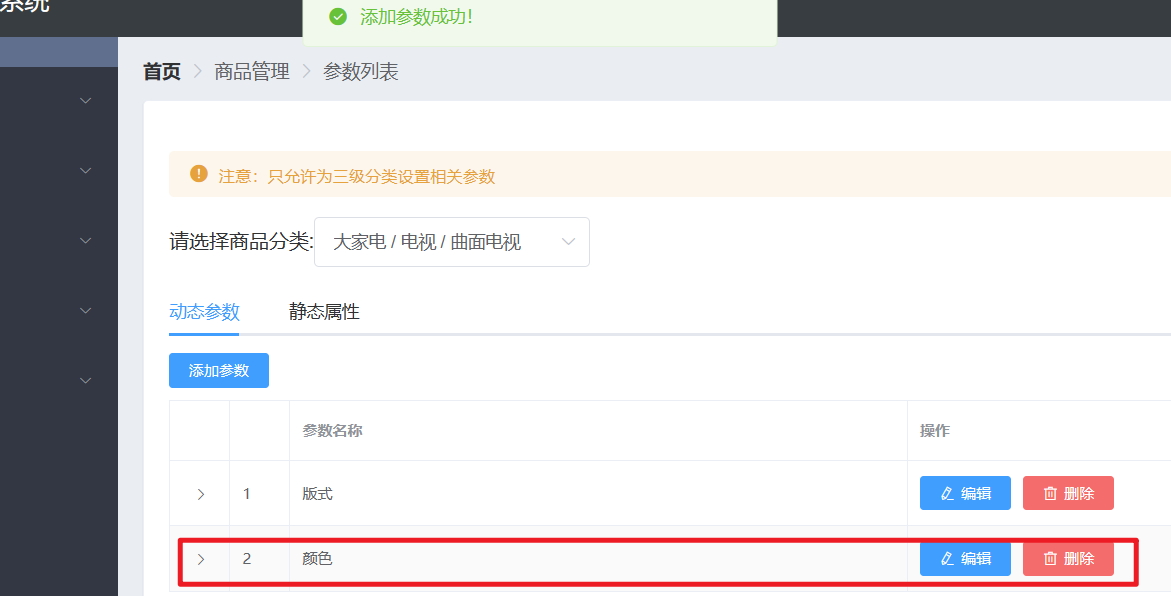 系统
添加参数成功！
首页 > 商品管理 > 参数列表
注意：只允许为三级分类设置相关参数
请选择商品分类: 大家电 / 电视 / 曲面电视
动态参数 静态属性
添加参数
参数名称 操作
1 版式 编辑 删除
2 颜色 编辑 删除